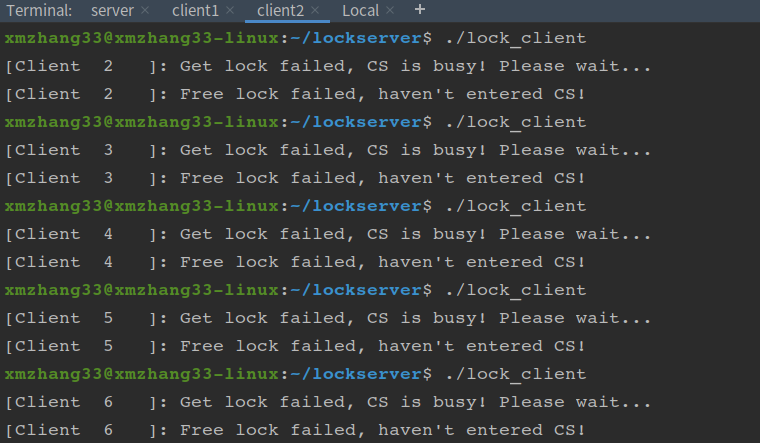 Terminal: server × client1 × client2 × Local × +
xmzhang33@xmzhang33-linux:~/lockserver$ ./lock_client
[Client  2   ]: Get lock failed, CS is busy! Please wait...
[Client  2   ]: Free lock failed, haven't entered CS!
xmzhang33@xmzhang33-linux:~/lockserver$ ./lock_client
[Client  3   ]: Get lock failed, CS is busy! Please wait...
[Client  3   ]: Free lock failed, haven't entered CS!
xmzhang33@xmzhang33-linux:~/lockserver$ ./lock_client
[Client  4   ]: Get lock failed, CS is busy! Please wait...
[Client  4   ]: Free lock failed, haven't entered CS!
xmzhang33@xmzhang33-linux:~/lockserver$ ./lock_client
[Client  5   ]: Get lock failed, CS is busy! Please wait...
[Client  5   ]: Free lock failed, haven't entered CS!
xmzhang33@xmzhang33-linux:~/lockserver$ ./lock_client
[Client  6   ]: Get lock failed, CS is busy! Please wait...
[Client  6   ]: Free lock failed, haven't entered CS!